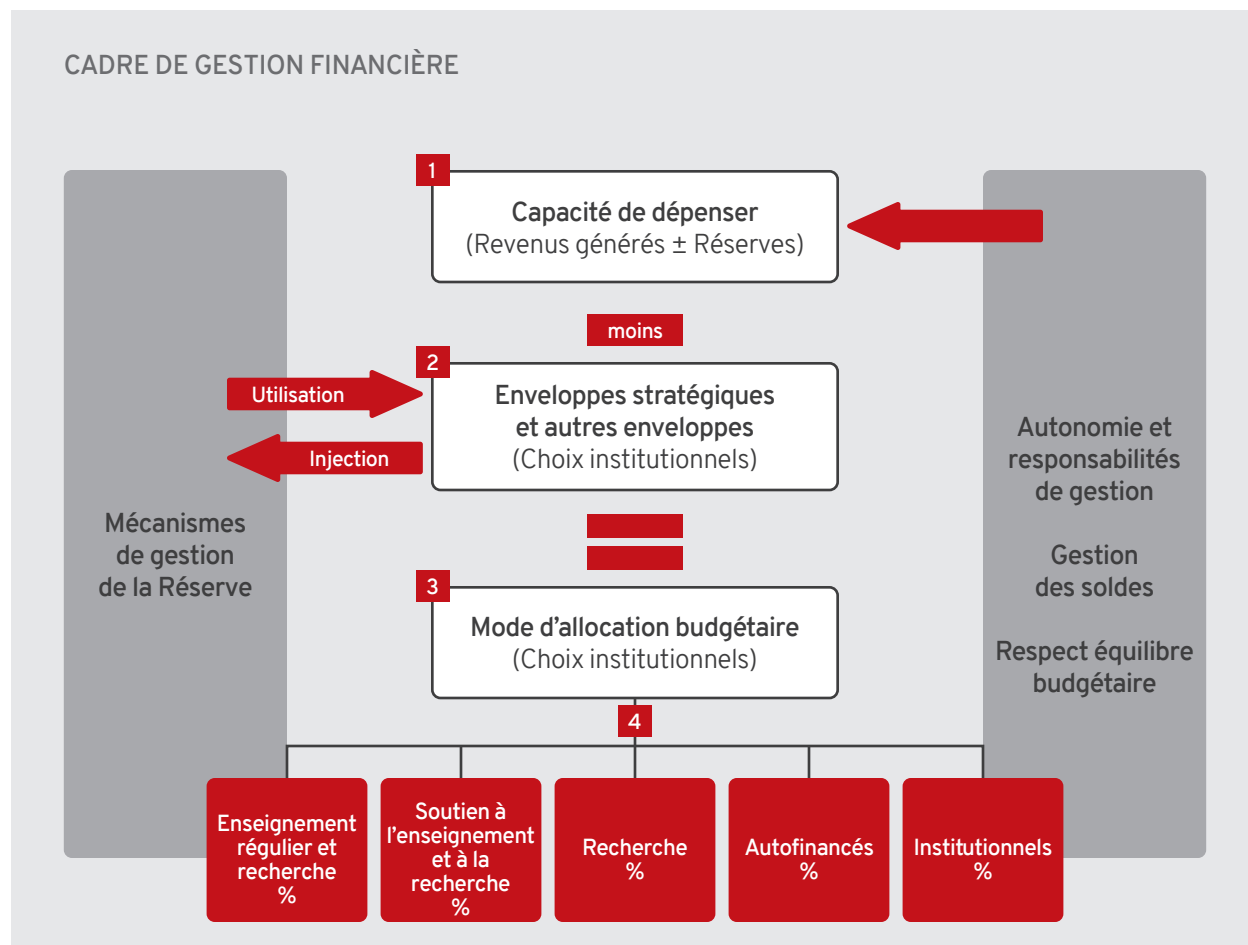 CADRE DE GESTION FINANCIÈRE
1
Capacité de dépenser
(Revenus générés ± Réserves)
moins
2
Enveloppes stratégiques
et autres enveloppes
(Choix institutionnels)
Utilisation
Injection
3
Mode d'allocation budgétaire
(Choix institutionnels)
4
Mécanismes
de gestion
de la Réserve
Autonomie et
responsabilités
de gestion
Gestion
des soldes
Respect équilibre
budgétaire
Enseignement
régulier et
recherche
%
Soutien à
l'enseignement
et à la
recherche
%
Recherche
%
Autofinancés
%
Institutionnels
%